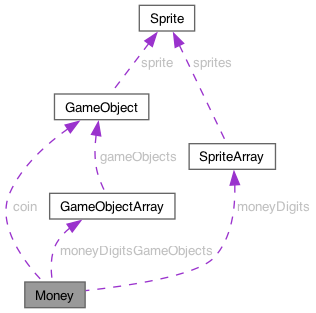 Sprite
sprite
sprites
GameObject
gameObjects
SpriteArray
coin
GameObjectArray
moneyDigits
moneyDigitsGameObjects
Money